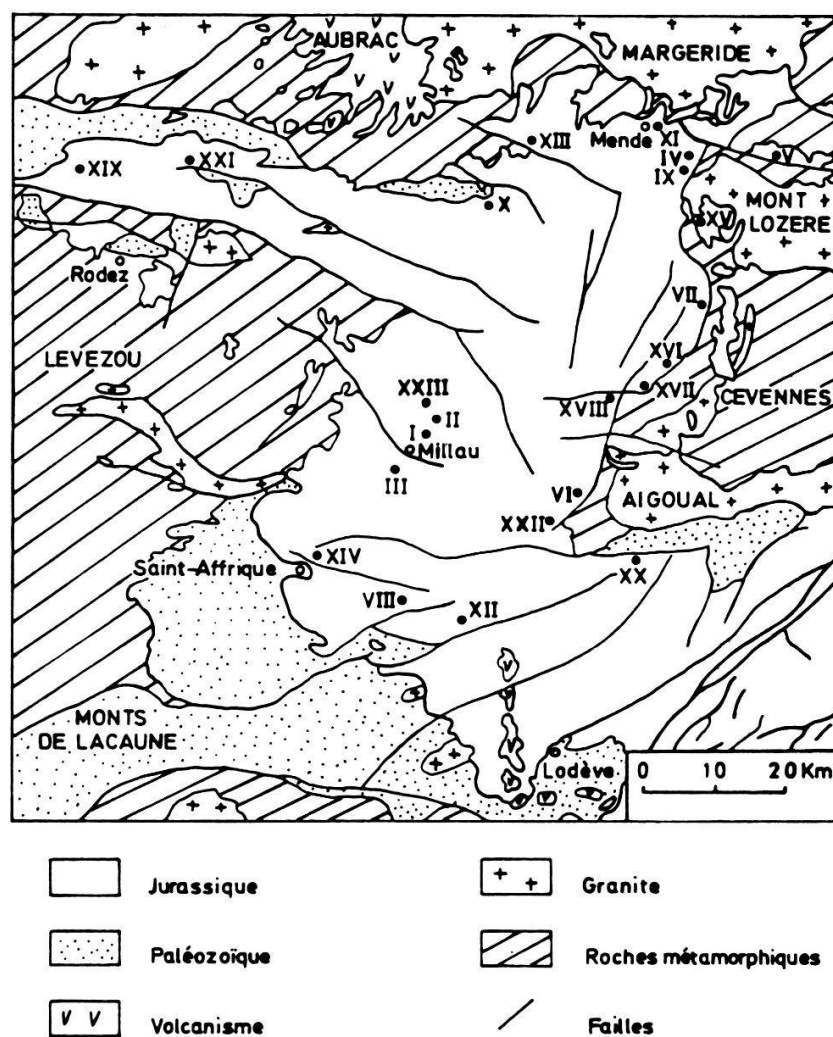 AUBRAC
MARGERIDE
XIX
XXI
XIII
Mende
XI
IV
V
IX
X
MONT
LOZERE
XV
Rodez
VII
LEVEZOU
XVI
XXIII
XVII
II
XVIII
CEVENNES
I
Millau
III
VI
AIGOUAL
XXII
XIV
Saint-Affrique
XX
VIII
XII
MONTS
DE LACAUNE
Lodève
0 10 20 Km
Jurassique
Granite
Paléozoïque
Roches métamorphiques
V V
Volcanisme
Failles